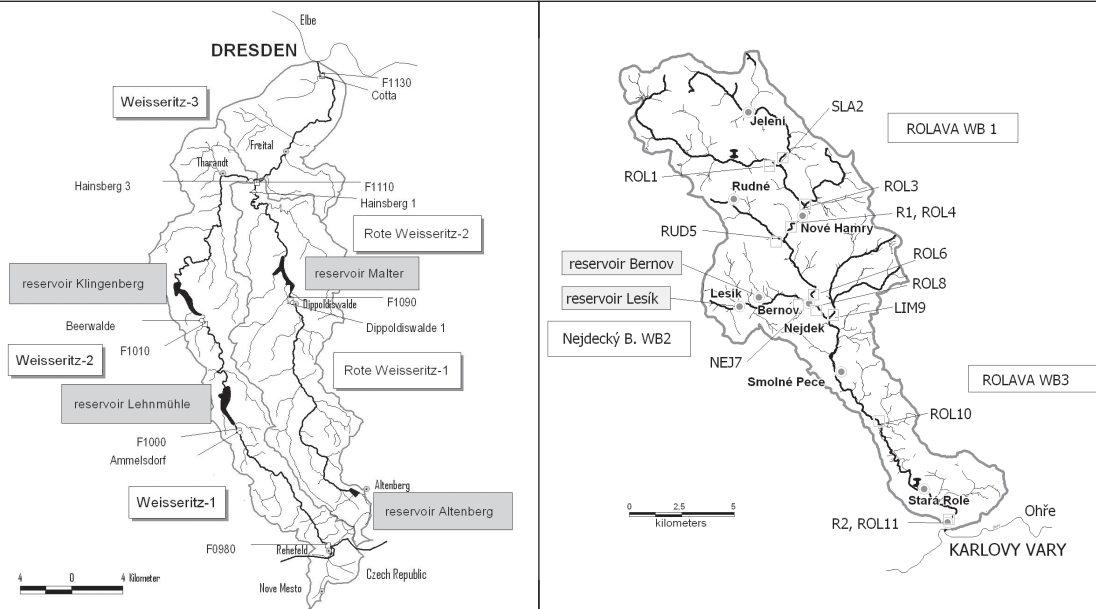 Elbe
DRESDEN
F1130
Cotta
Weisseritz-3
Freital
Tharandt
Hainsberg 3
F1110
Hainsberg 1
Rote Weisseritz-2
reservoir Klingenberg
reservoir Malter
F1090
Dippoldiswalde
Beerwalde
Dippoldiswalde 1
F1010
Weisseritz-2
Rote Weisseritz-1
reservoir Lehnmühle
F1000
Ammelsdorf
Altenberg
Weisseritz-1
reservoir Altenberg
F0980
Rehefeld
Czech Republic
4 0 4 Kilometer
Nove Mesto
SLA2
Jelení
ROLAVA WB 1
ROL1
Rudné
ROL3
R1, ROL4
Nové Hamry
RUD5
ROL6
reservoir Bernov
ROL8
Lesík
reservoir Lesík
Bernov
LIM9
Nejdek
Nejdecký B. WB2
NEJ7
Smolné Pece
ROLAVA WB3
ROL10
Stará Role
0 2,5 5
kilometers
Ohře
R2, ROL11
KARLOVY VARY